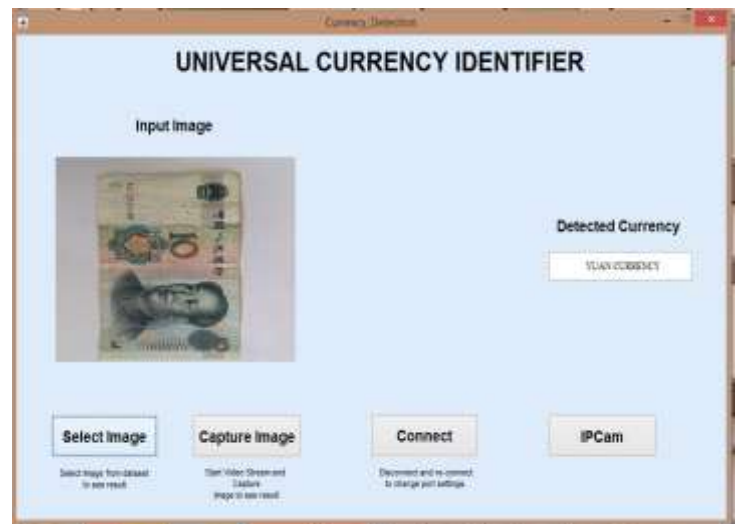 Currency_Detection
UNIVERSAL CURRENCY IDENTIFIER
Input Image
10
Detected Currency
YUAN CURRENCY
Select Image
Capture Image
Connect
IPCam
Select Image from dataset
to see result
Start Video Stream and
Capture
Image to see result
Disconnect and re-connect
to change port settings